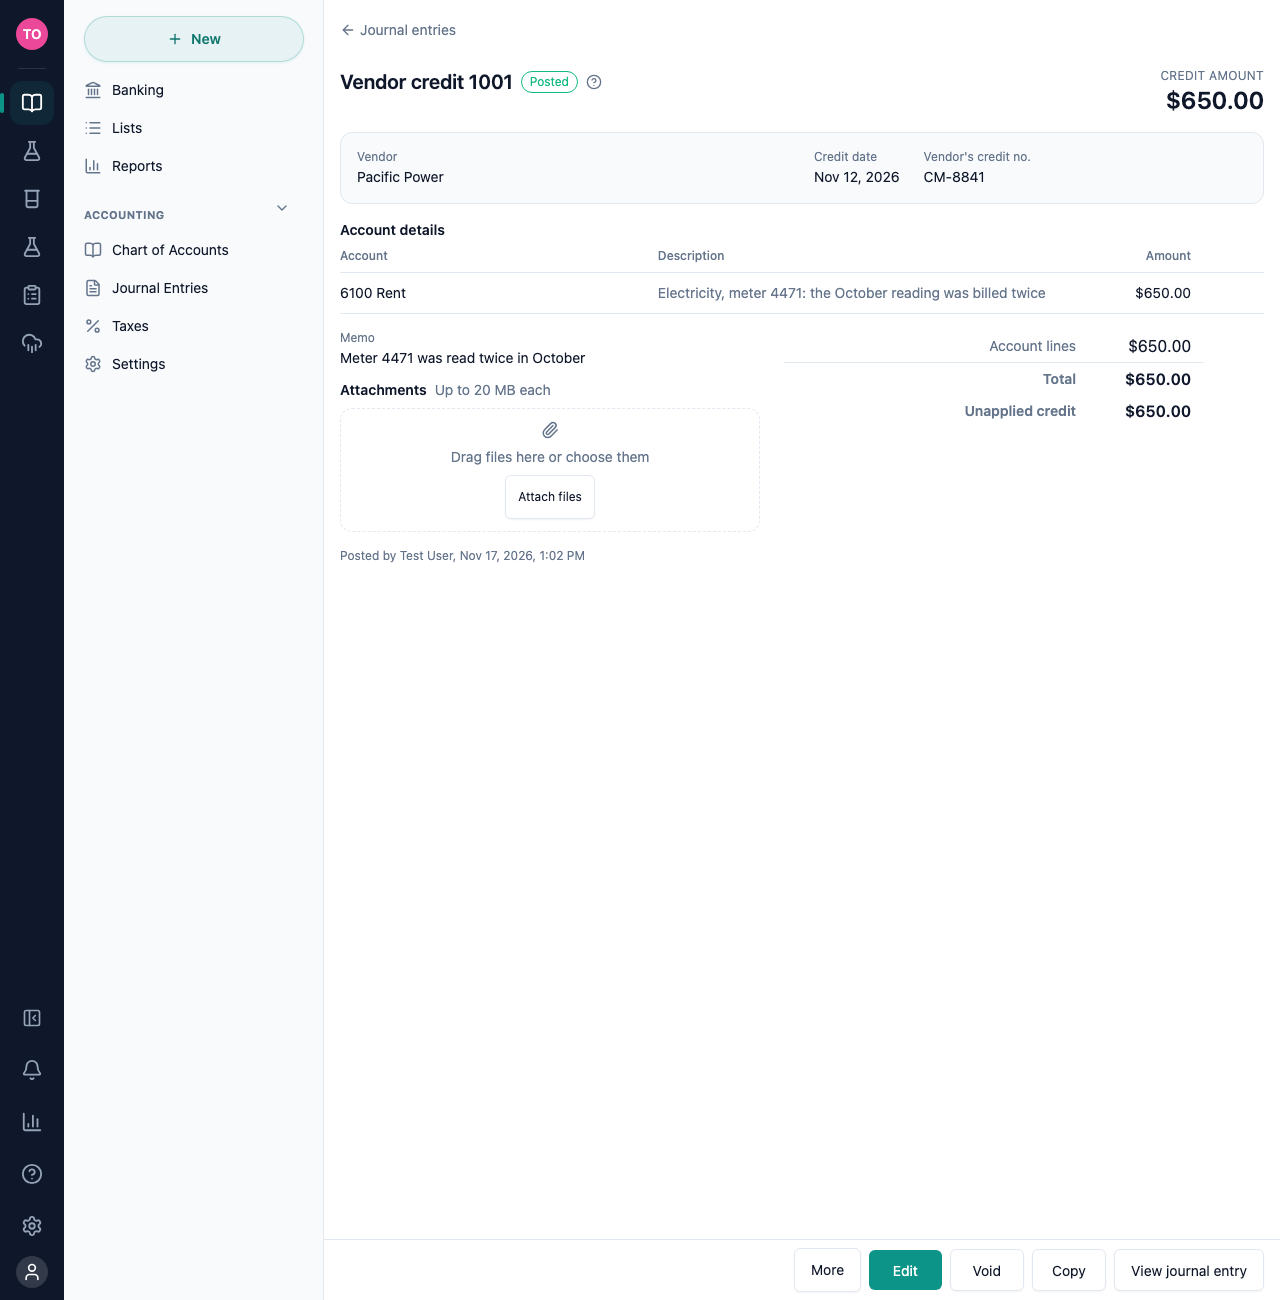 TO
New
Banking
Lists
Reports
ACCOUNTING
Chart of Accounts
Journal Entries
Taxes
Settings
Journal entries
Vendor credit 1001 Posted
CREDIT AMOUNT
$650.00
Vendor Credit date Vendor's credit no.
Pacific Power Nov 12, 2026 CM-8841
Account details
Account Description Amount
6100 Rent Electricity, meter 4471: the October reading was billed twice $650.00
Memo
Meter 4471 was read twice in October
Account lines $650.00
Total $650.00
Unapplied credit $650.00
Attachments Up to 20 MB each
Drag files here or choose them
Attach files
Posted by Test User, Nov 17, 2026, 1:02 PM
More Edit Void Copy View journal entry